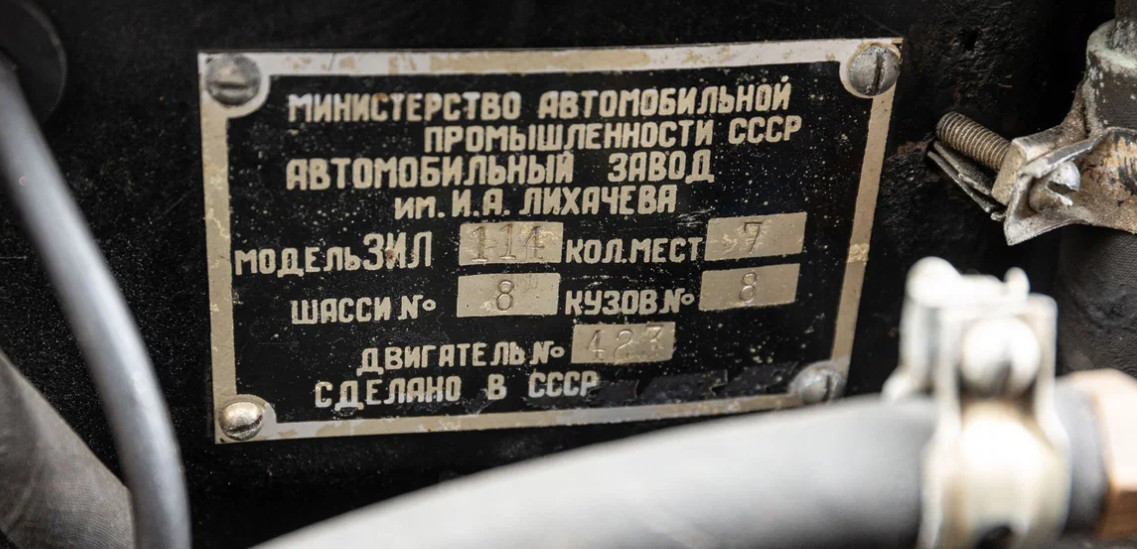 МИНИСТЕРСТВО АВТОМОБИЛЬНОЙ
ПРОМЫШЛЕННОСТИ СССР
АВТОМОБИЛЬНЫЙ ЗАВОД
ИМ. И.А. ЛИХАЧЕВА
МОДЕЛЬ ЗИЛ 114 КОЛ.МЕСТ 7
ШАССИ № 8 КУЗОВ № 8
ДВИГАТЕЛЬ № 423
СДЕЛАНО В СССР